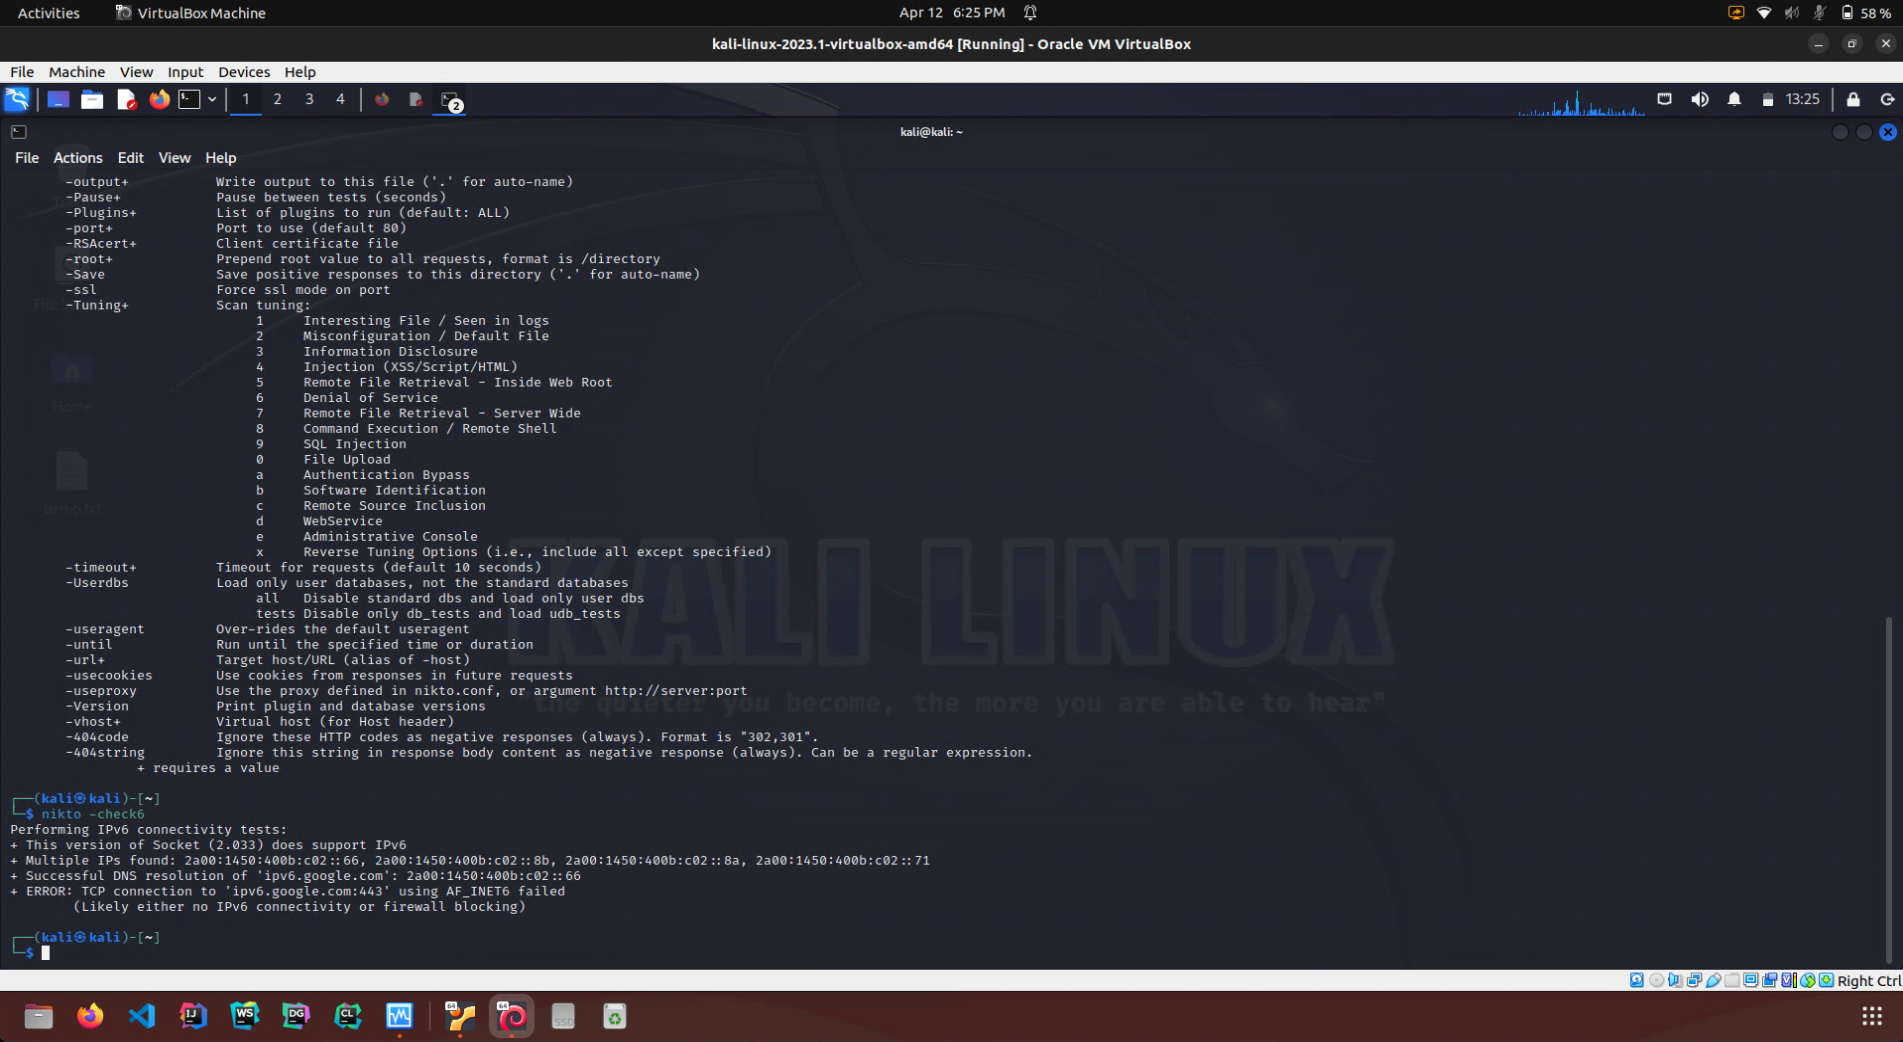 Activities VirtualBox Machine Apr 12 6:25 PM 58 %
kali-linux-2023.1-virtualbox-amd64 [Running] - Oracle VM VirtualBox
File Machine View Input Devices Help
1 2 3 4 2 13:25
kali@kali: ~
File Actions Edit View Help
-output+ Write output to this file ('.' for auto-name)
-Pause+ Pause between tests (seconds)
-Plugins+ List of plugins to run (default: ALL)
-port+ Port to use (default 80)
-RSAcert+ Client certificate file
-root+ Prepend root value to all requests, format is /directory
-Save Save positive responses to this directory ('.' for auto-name)
-ssl Force ssl mode on port
-Tuning+ Scan tuning:
1 Interesting File / Seen in logs
2 Misconfiguration / Default File
3 Information Disclosure
4 Injection (XSS/Script/HTML)
5 Remote File Retrieval - Inside Web Root
6 Denial of Service
7 Remote File Retrieval - Server Wide
8 Command Execution / Remote Shell
9 SQL Injection
0 File Upload
a Authentication Bypass
b Software Identification
c Remote Source Inclusion
d WebService
e Administrative Console
x Reverse Tuning Options (i.e., include all except specified)
-timeout+ Timeout for requests (default 10 seconds)
-Userdbs Load only user databases, not the standard databases
all Disable standard dbs and load only user dbs
tests Disable only db_tests and load udb_tests
-useragent Over-rides the default useragent
-until Run until the specified time or duration
-url+ Target host/URL (alias of -host)
-usecookies Use cookies from responses in future requests
-useproxy Use the proxy defined in nikto.conf, or argument http://server:port
-Version Print plugin and database versions
-vhost+ Virtual host (for Host header)
-404code Ignore these HTTP codes as negative responses (always). Format is "302,301".
-404string Ignore this string in response body content as negative response (always). Can be a regular expression.
+ requires a value
Home
demo.txt
KALI LINUX
"the quieter you become, the more you are able to hear"
┌──(kali㉿kali)-[~]
└─$ nikto -check6
Performing IPv6 connectivity tests:
+ This version of Socket (2.033) does support IPv6
+ Multiple IPs found: 2a00:1450:400b:c02::66, 2a00:1450:400b:c02::8b, 2a00:1450:400b:c02::8a, 2a00:1450:400b:c02::71
+ Successful DNS resolution of 'ipv6.google.com': 2a00:1450:400b:c02::66
+ ERROR: TCP connection to 'ipv6.google.com:443' using AF_INET6 failed
(Likely either no IPv6 connectivity or firewall blocking)
┌──(kali㉿kali)-[~]
└─$
Right Ctrl
IJ WS DG CL 64 64 SSD